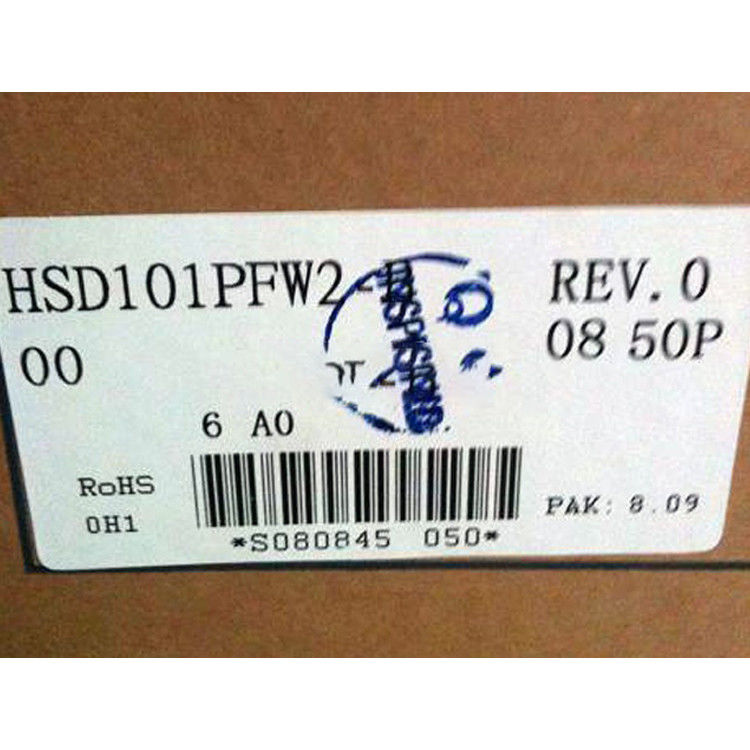 HSD101PFW2- REV. 0
00 08 50P
6 A0
RoHS
0H1 PAK: 8.09
*S080845 050*